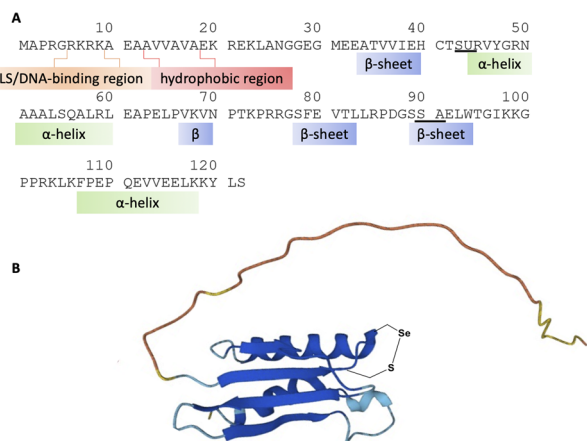 A
10 20 30 40 50
MAPRGRKRKA EAAVVAVAEK REKLANGGEG MEEATVVIEH CTSURVYGRN
LS/DNA-binding region hydrophobic region β-sheet α-helix
60 70 80 90 100
AAALSQALRL EAPELPVKVN PTKPRRGSFE VTLLRPDGSS AELWTGIKKG
α-helix β β-sheet β-sheet
110 120
PPRKLKFPEP QEVVEELKKY LS
α-helix
B
Se
S